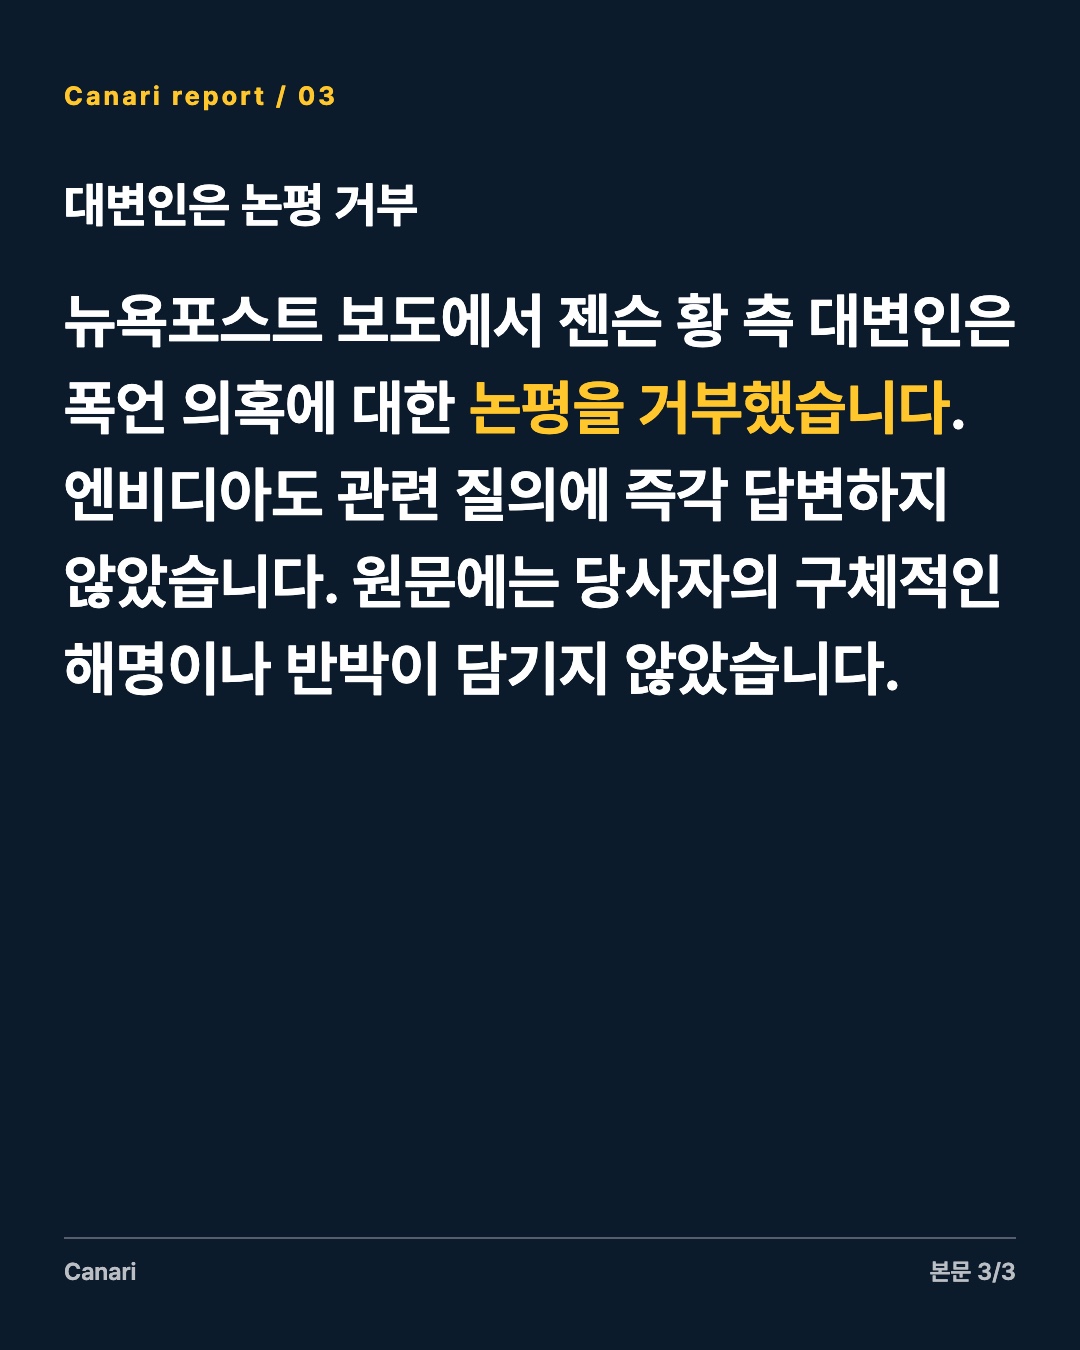 Canari report / 03
대변인은 논평 거부
뉴욕포스트 보도에서 젠슨 황 측 대변인은
폭언 의혹에 대한 논평을 거부했습니다.
엔비디아도 관련 질의에 즉각 답변하지
않았습니다. 원문에는 당사자의 구체적인
해명이나 반박이 담기지 않았습니다.
Canari
본문 3/3